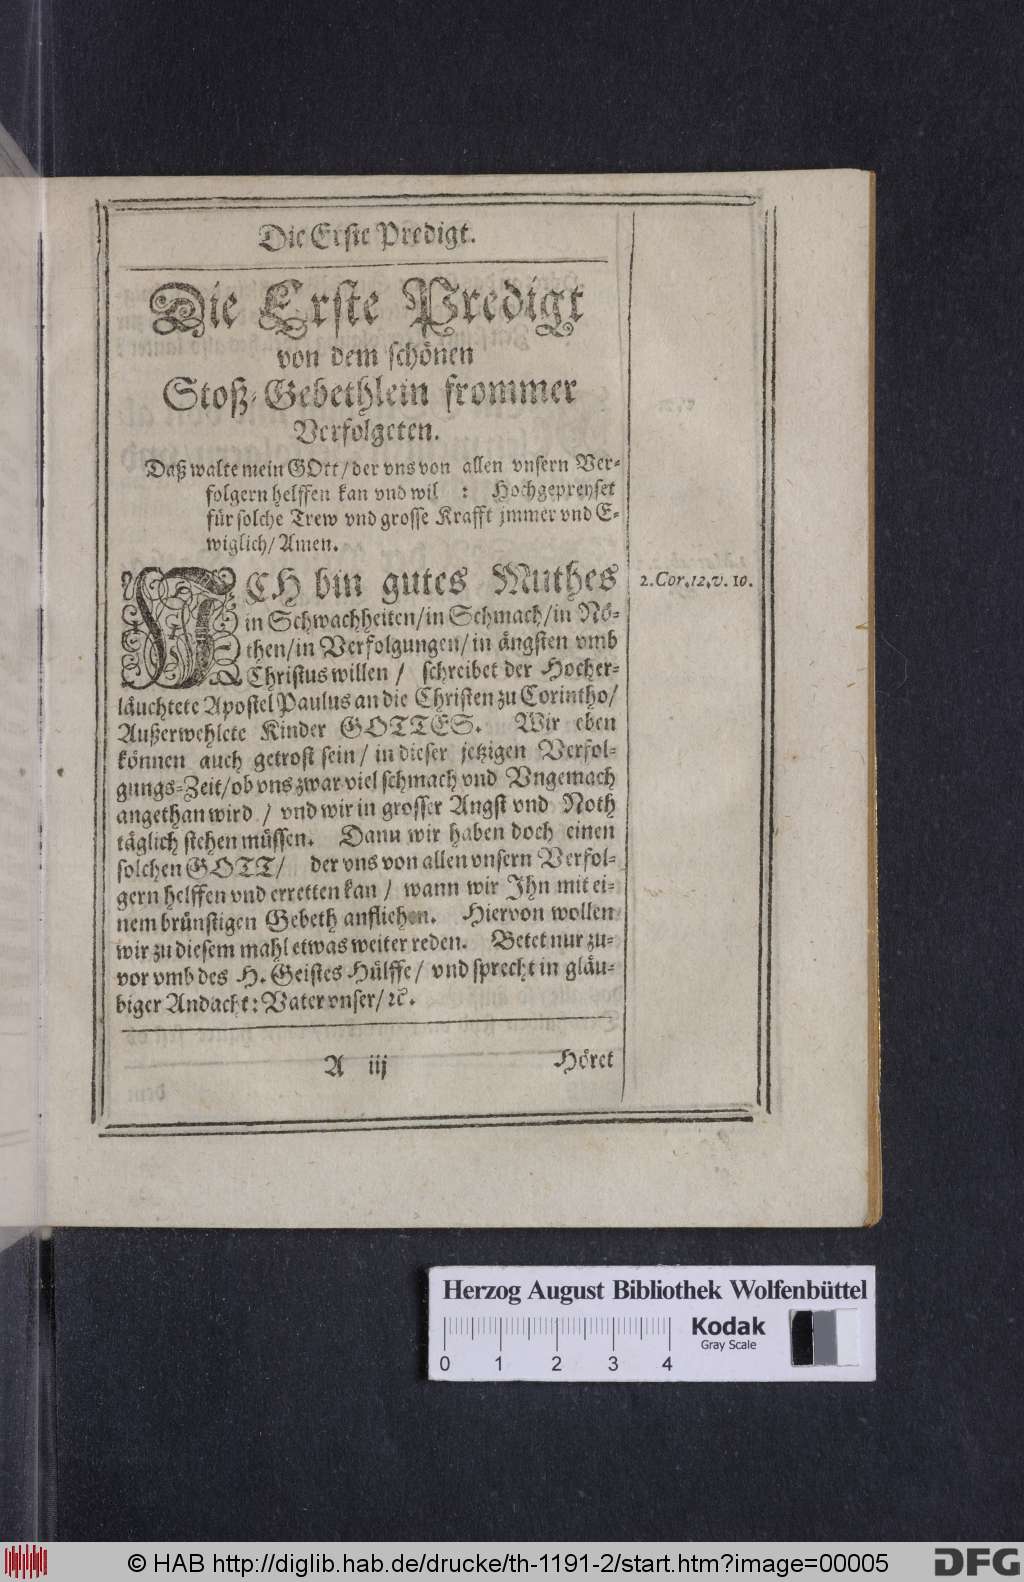 Die Erste Predigt.
Die Erste Predigt
von dem schönen
Stoß-Gebethlein frommer
Verfolgeten.
Daß walte mein GOtt/ der vns von allen vnsern Ver-
folgern helffen kan vnd wil : Hochgepreyset
für solche Trew vnd grosse Krafft jmmer vnd E-
wiglich/ Amen.
ICH bin gutes Muthes
in Schwachheiten/ in Schmach/ in Nö-
then/ in Verfolgungen/ in ängsten vmb
Christus willen / schreibet der Hocher-
läuchtete Apostel Paulus an die Christen zu Corintho/
Außerwehlete Kinder GOTTES. Wir eben
können auch getrost sein/ in dieser jetzigen Verfol-
gungs-Zeit/ ob vns zwar viel schmach vnd Vngemach
angethan wird / vnd wir in grosser Angst vnd Noth
täglich stehen müssen. Dann wir haben doch einen
solchen GOTT/ der vns von allen vnsern Verfol-
gern helffen vnd erretten kan / wann wir Ihn mit ei-
nem brünstigen Gebeth anfliehen. Hiervon wollen
wir zu diesem mahl etwas weiter reden. Betet nur zu-
vor vmb des H. Geistes Hülffe/ vnd sprecht in gläu-
biger Andacht: Vater vnser/ ꝛc.
A iij Höret
2. Cor. 12, v. 10.
Herzog August Bibliothek Wolfenbüttel
0 1 2 3 4
Kodak
Gray Scale
© HAB http://diglib.hab.de/drucke/th-1191-2/start.htm?image=00005
DFG